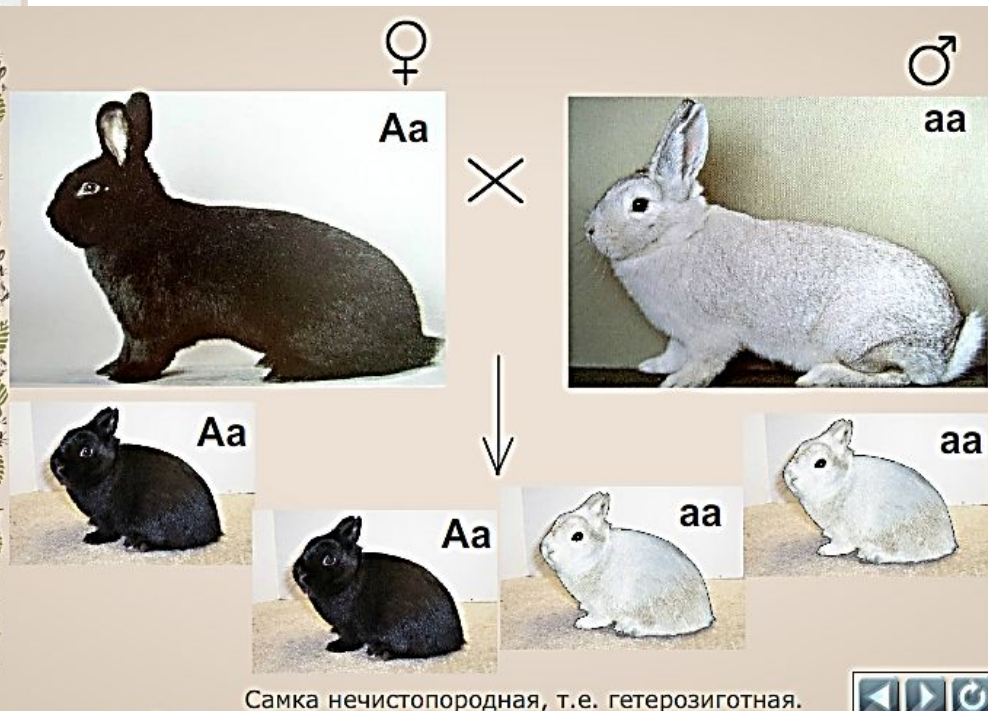 ♀ ♂
Aa × aa
Aa aa
Aa aa
Самка нечистопородная, т.е. гетерозиготная.